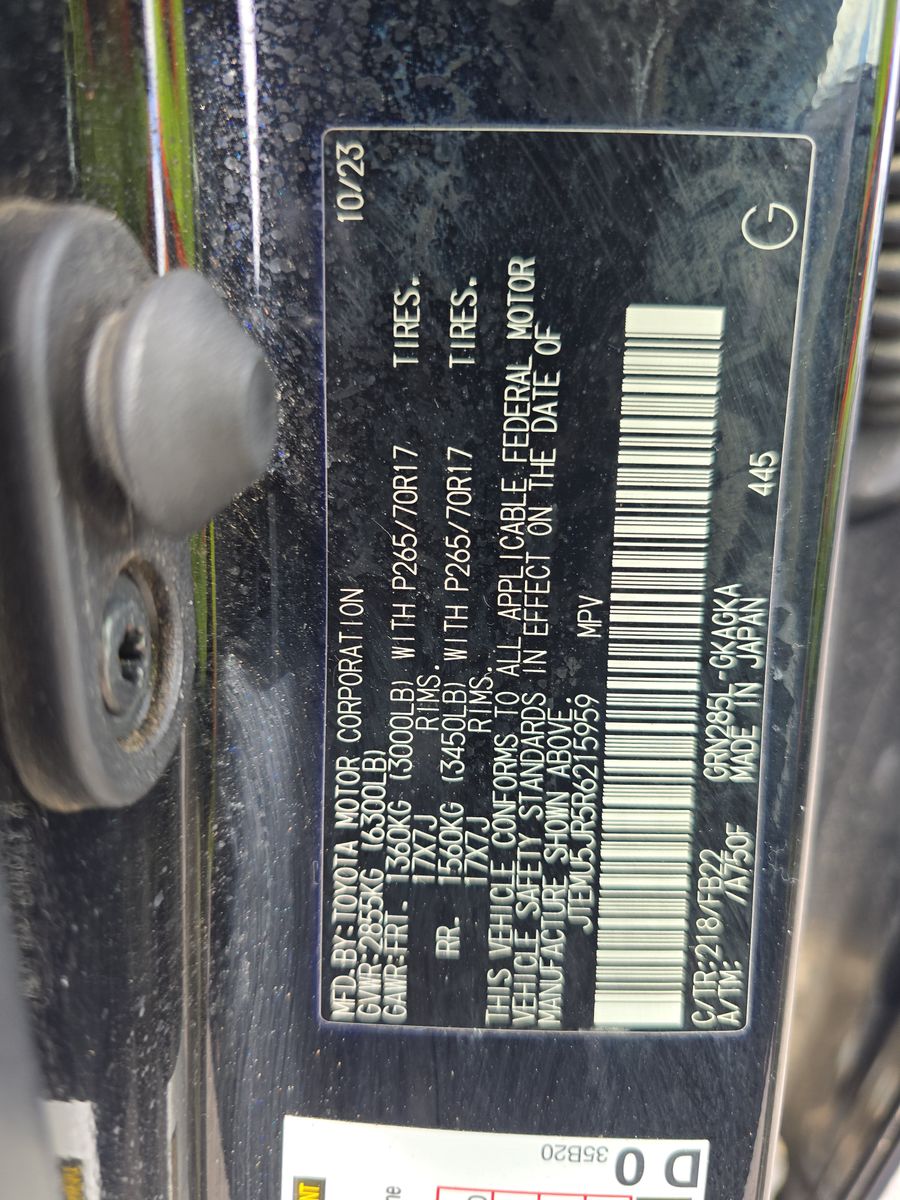 MFD.BY:TOYOTA MOTOR CORPORATION 10/23
GVWR-2855KG (6300LB)
GAWR-FRT. 1360KG (3000LB) WITH P265/70R17 TIRES.
17X7J RIMS.
RR. 1560KG (3450LB) WITH P265/70R17 TIRES.
17X7J RIMS.
THIS VEHICLE CONFORMS TO ALL APPLICABLE FEDERAL MOTOR
VEHICLE SAFETY STANDARDS IN EFFECT ON THE DATE OF
MANUFACTURE SHOWN ABOVE.
JTEMU5JR5R6215959 MPV
C/TR:218/FB22 GRN285L-GKAGKA 445
A/TM: /A750F MADE IN JAPAN
G
35B20
D 0